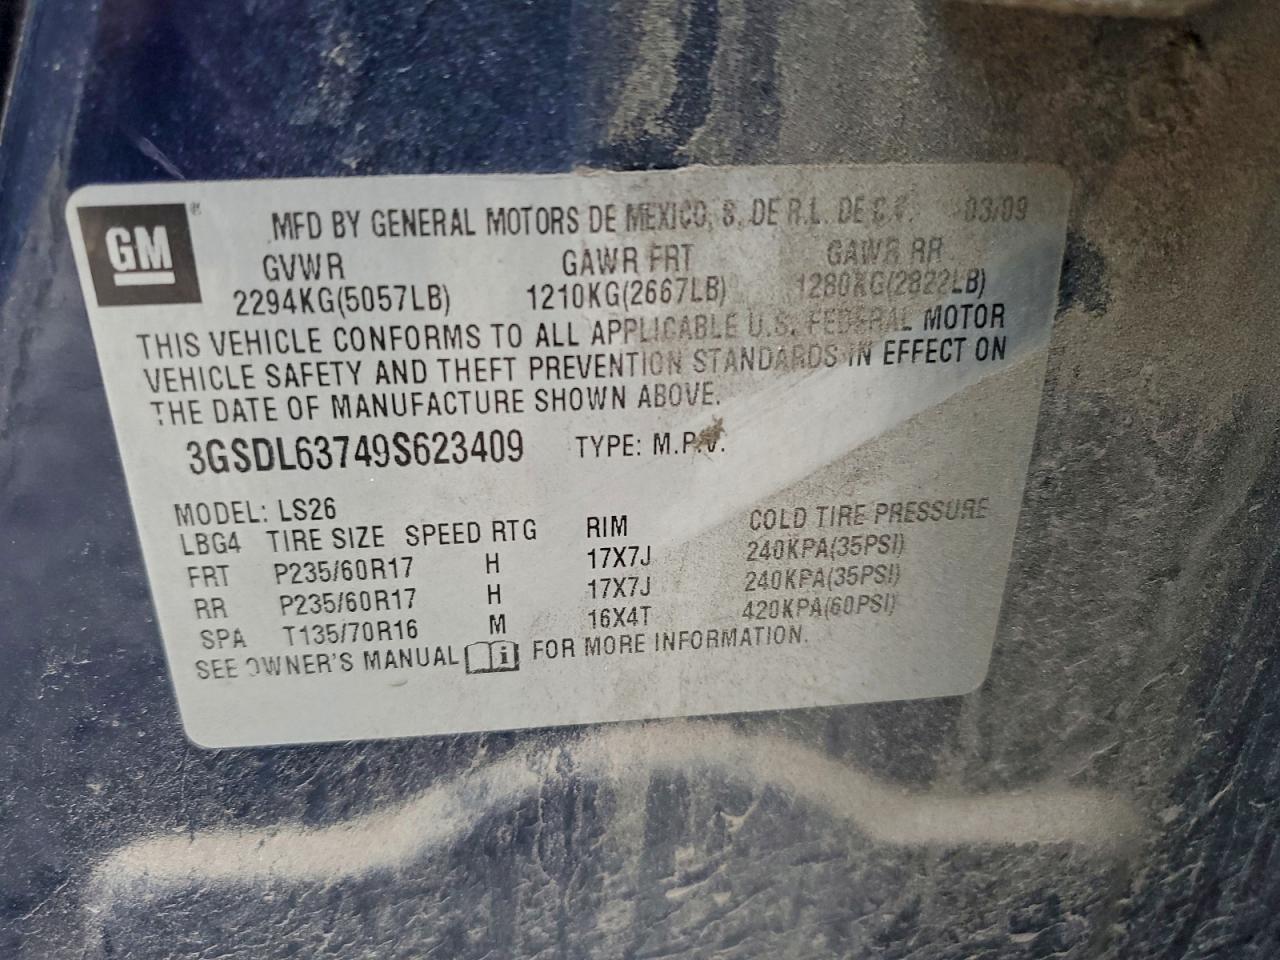 GM ® MFD BY GENERAL MOTORS DE MEXICO, S. DE R.L. DE C.V. 03/09
GVWR GAWR FRT GAWR RR
2294KG(5057LB) 1210KG(2667LB) 1280KG(2822LB)
THIS VEHICLE CONFORMS TO ALL APPLICABLE U.S. FEDERAL MOTOR
VEHICLE SAFETY AND THEFT PREVENTION STANDARDS IN EFFECT ON
THE DATE OF MANUFACTURE SHOWN ABOVE.
3GSDL63749S623409 TYPE: M.P.V.
MODEL: LS26
LBG4 TIRE SIZE SPEED RTG RIM COLD TIRE PRESSURE
FRT P235/60R17 H 17X7J 240KPA(35PSI)
RR P235/60R17 H 17X7J 240KPA(35PSI)
SPA T135/70R16 M 16X4T 420KPA(60PSI)
SEE OWNER'S MANUAL i FOR MORE INFORMATION.